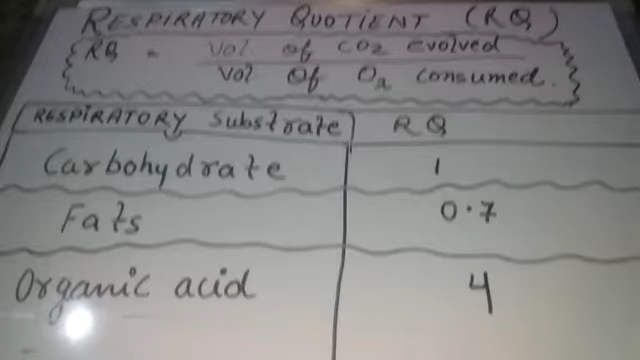 RESPIRATORY QUOTIENT (RQ)
RQ = Vol of CO2 evolved
Vol of O2 consumed.
RESPIRATORY Substrate RQ
Carbohydrate 1
Fats 0.7
Organic acid 4